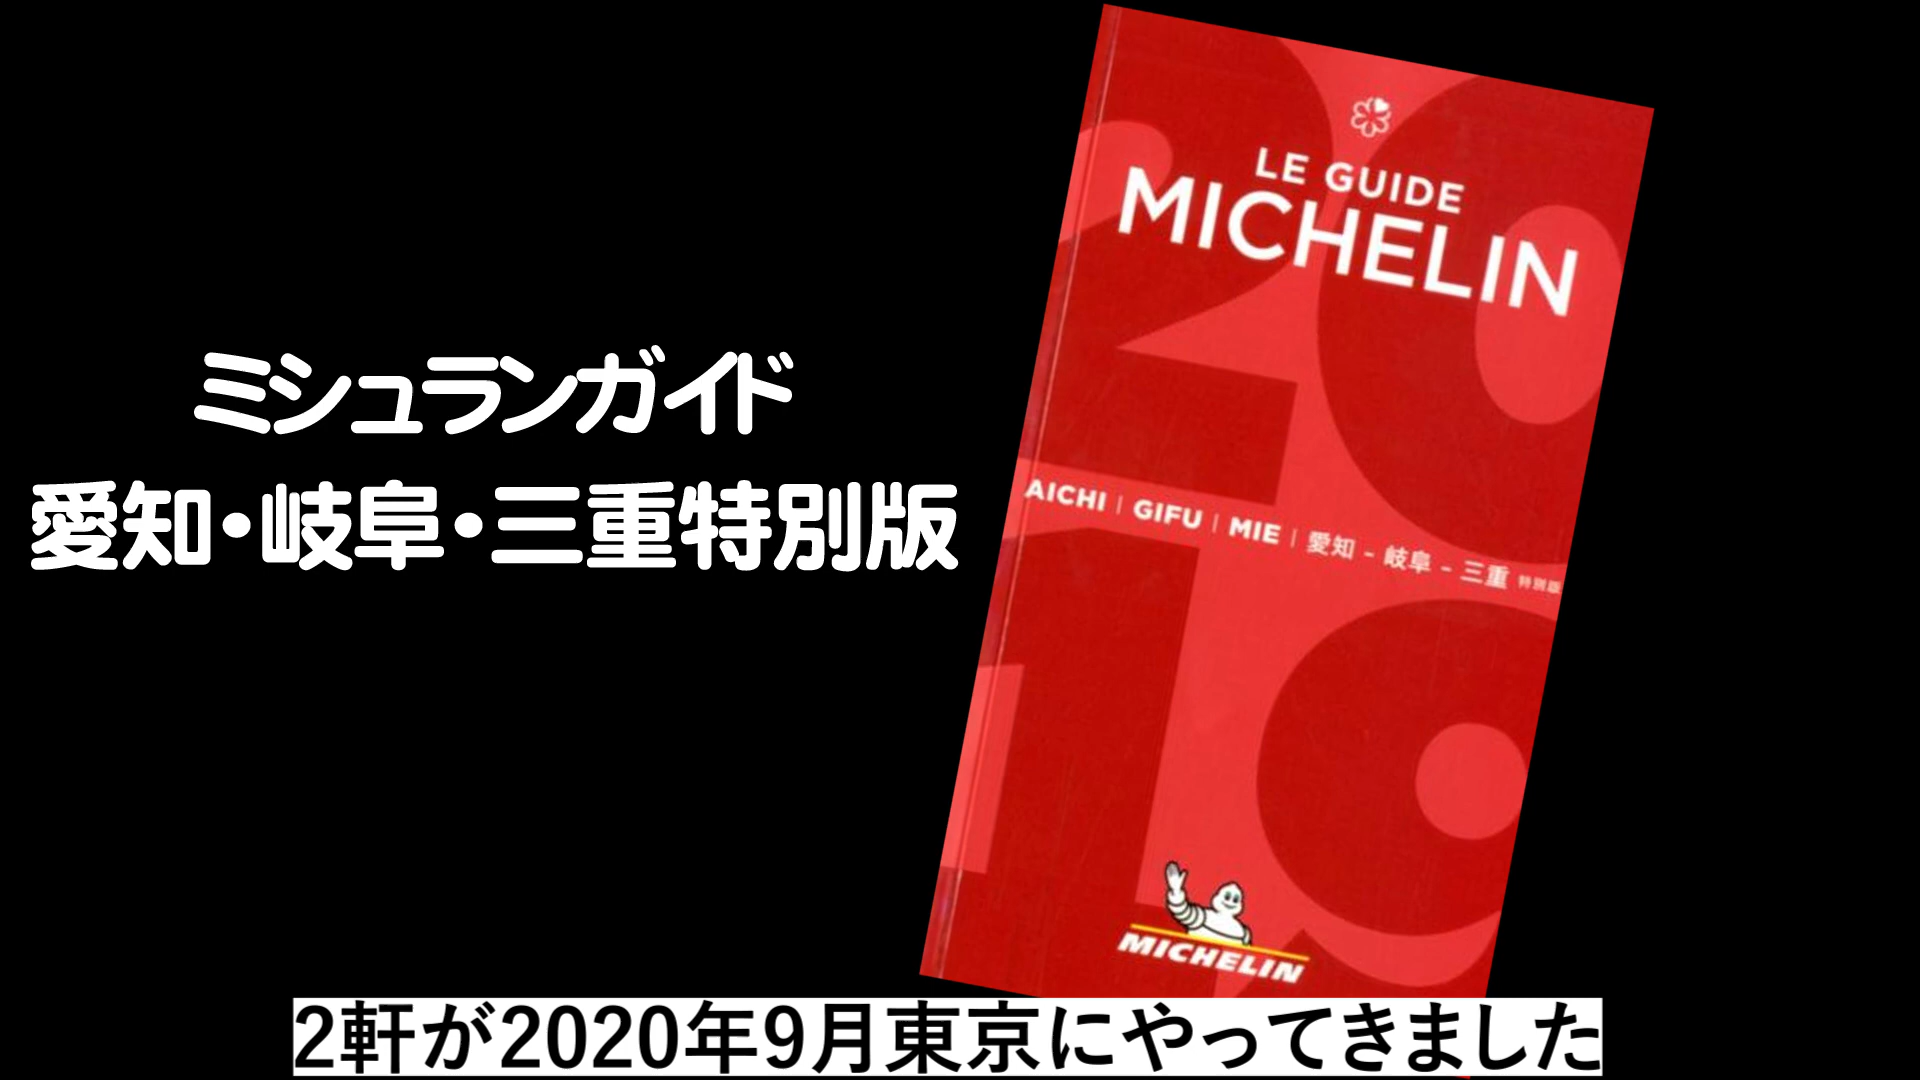 ミシュランガイド
愛知・岐阜・三重特別版
LE GUIDE
MICHELIN
2019
AICHI | GIFU | MIE | 愛知 - 岐阜 - 三重 特別版
MICHELIN
2軒が2020年9月東京にやってきました